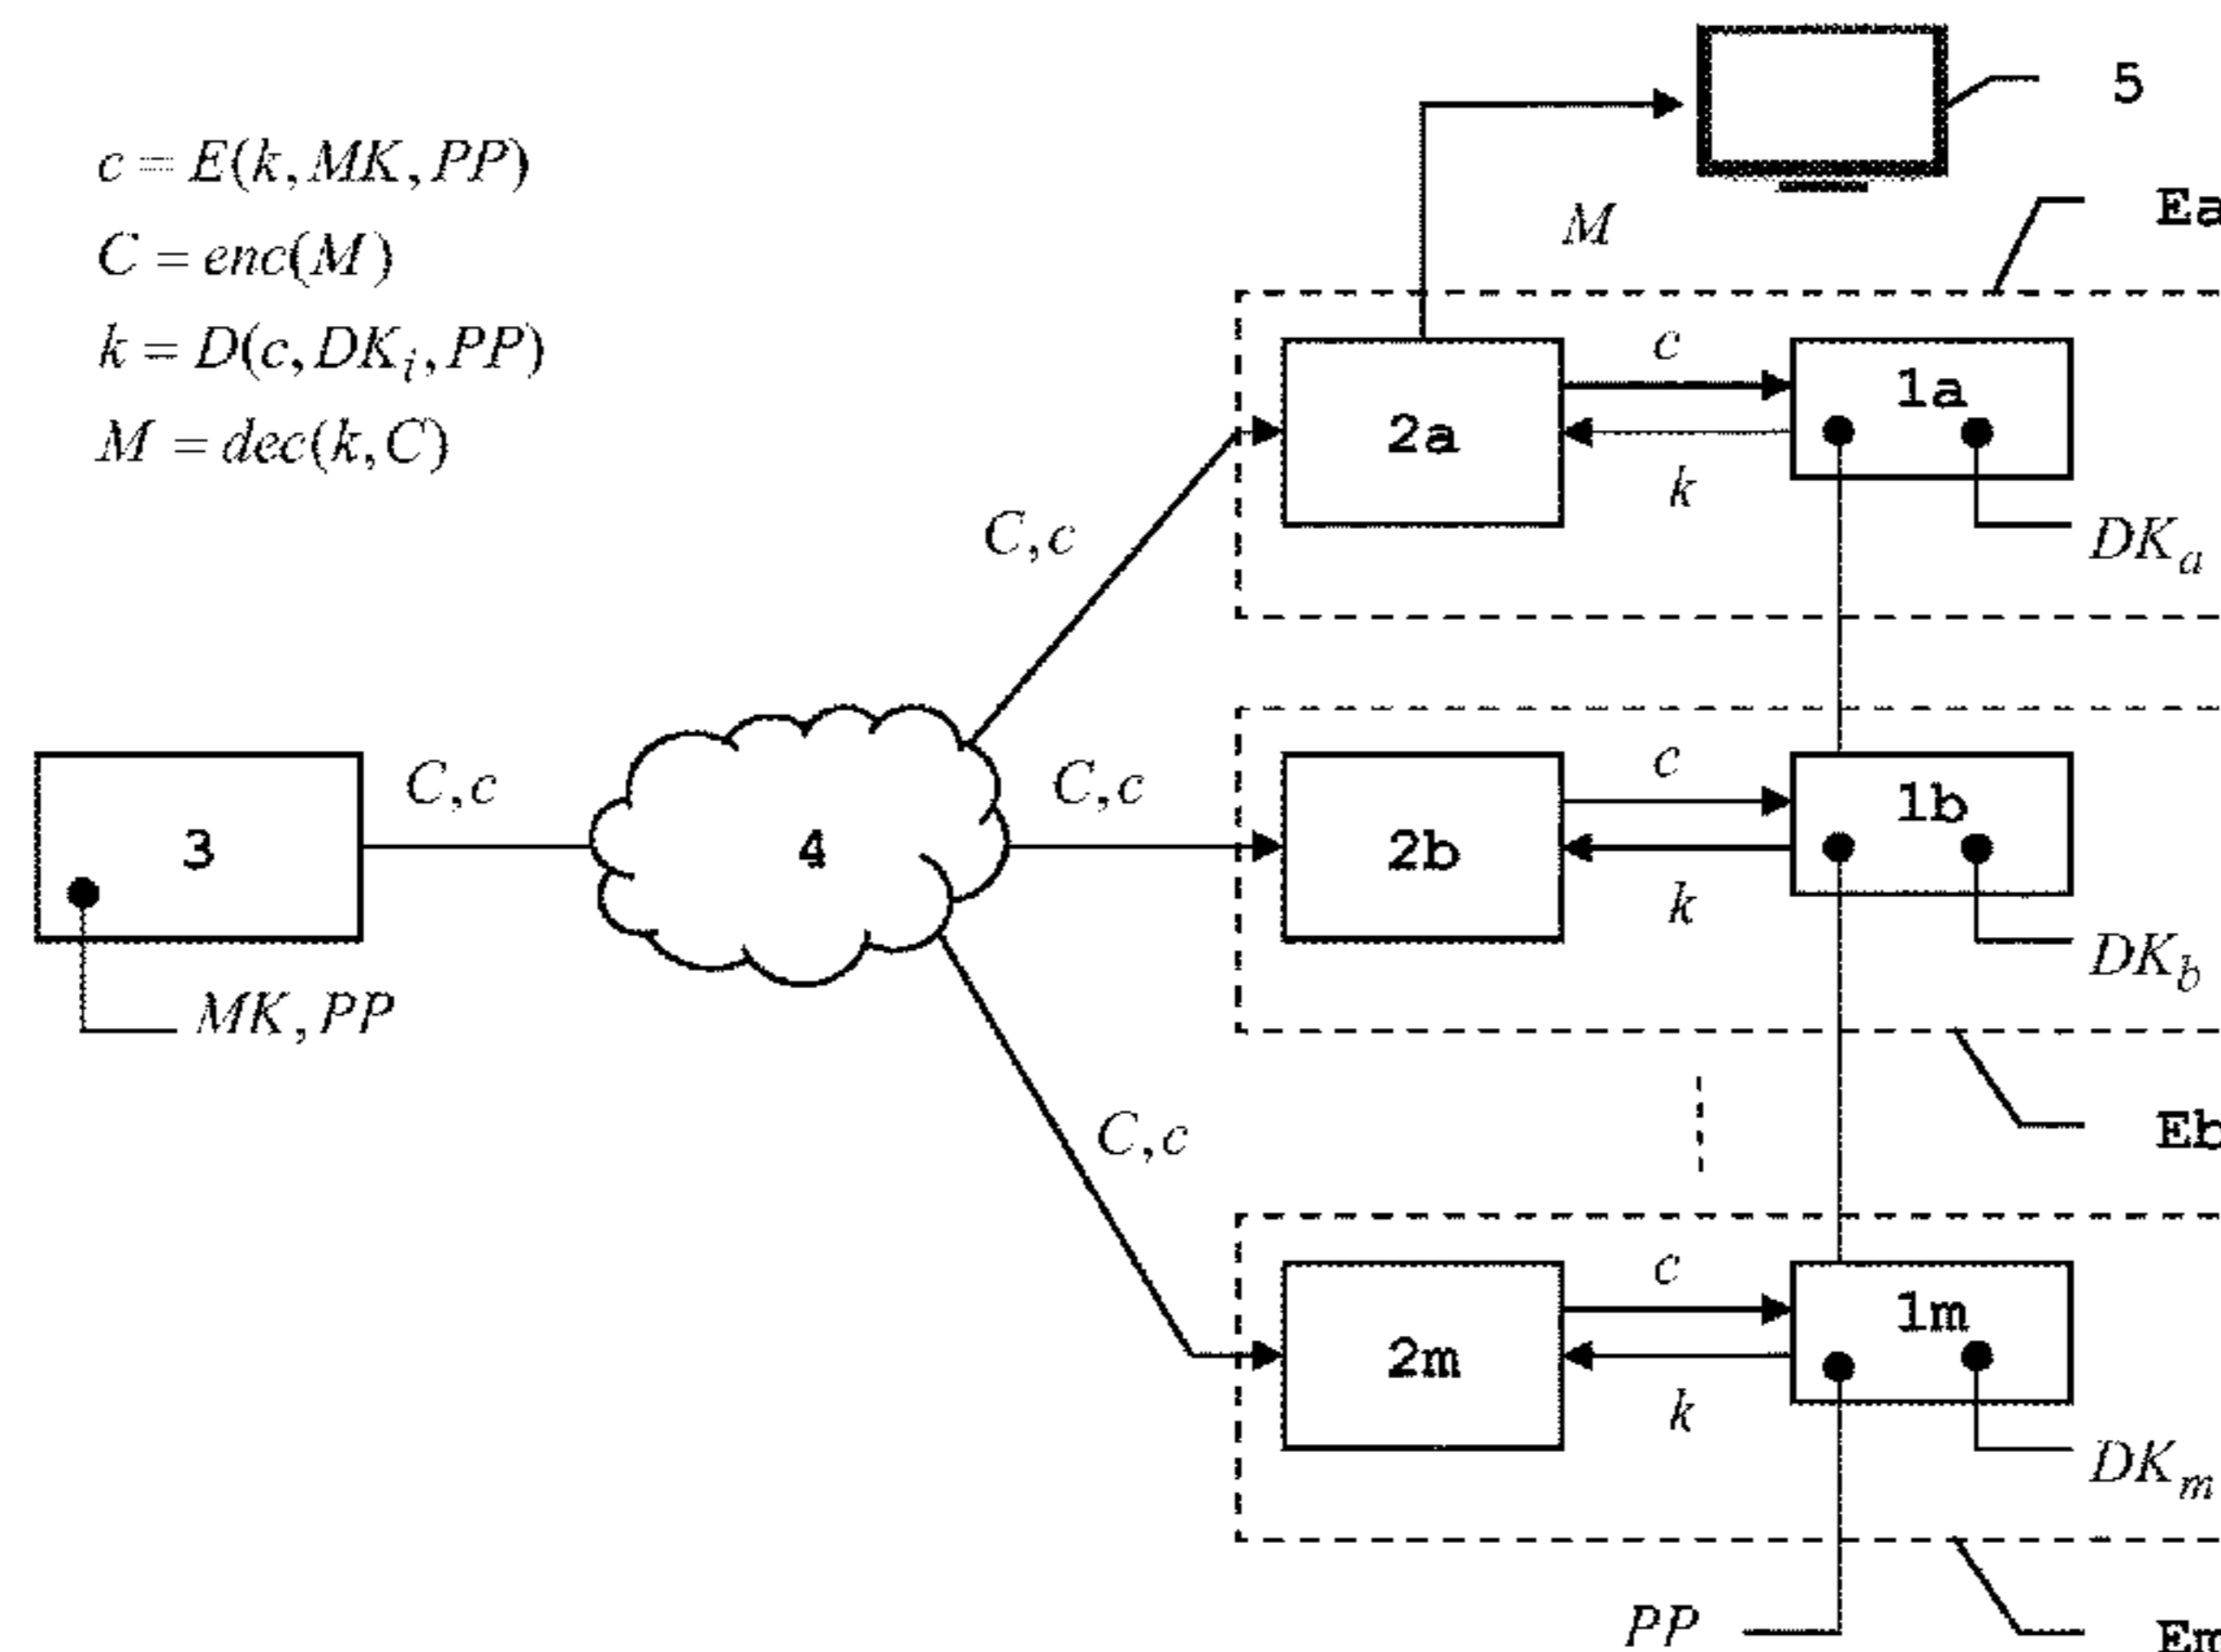 5
c = E(k, MK, PP)
M
Ea
C = enc(M)
k = D(c, DK_i, PP)
c
1a
M = dec(k, C)
2a
k
C, c
DK_a
c
C, c
C, c
1b
3
4
2b
k
DK_b
MK, PP
C, c
Eb
c
1m
2m
k
DK_m
PP
Em